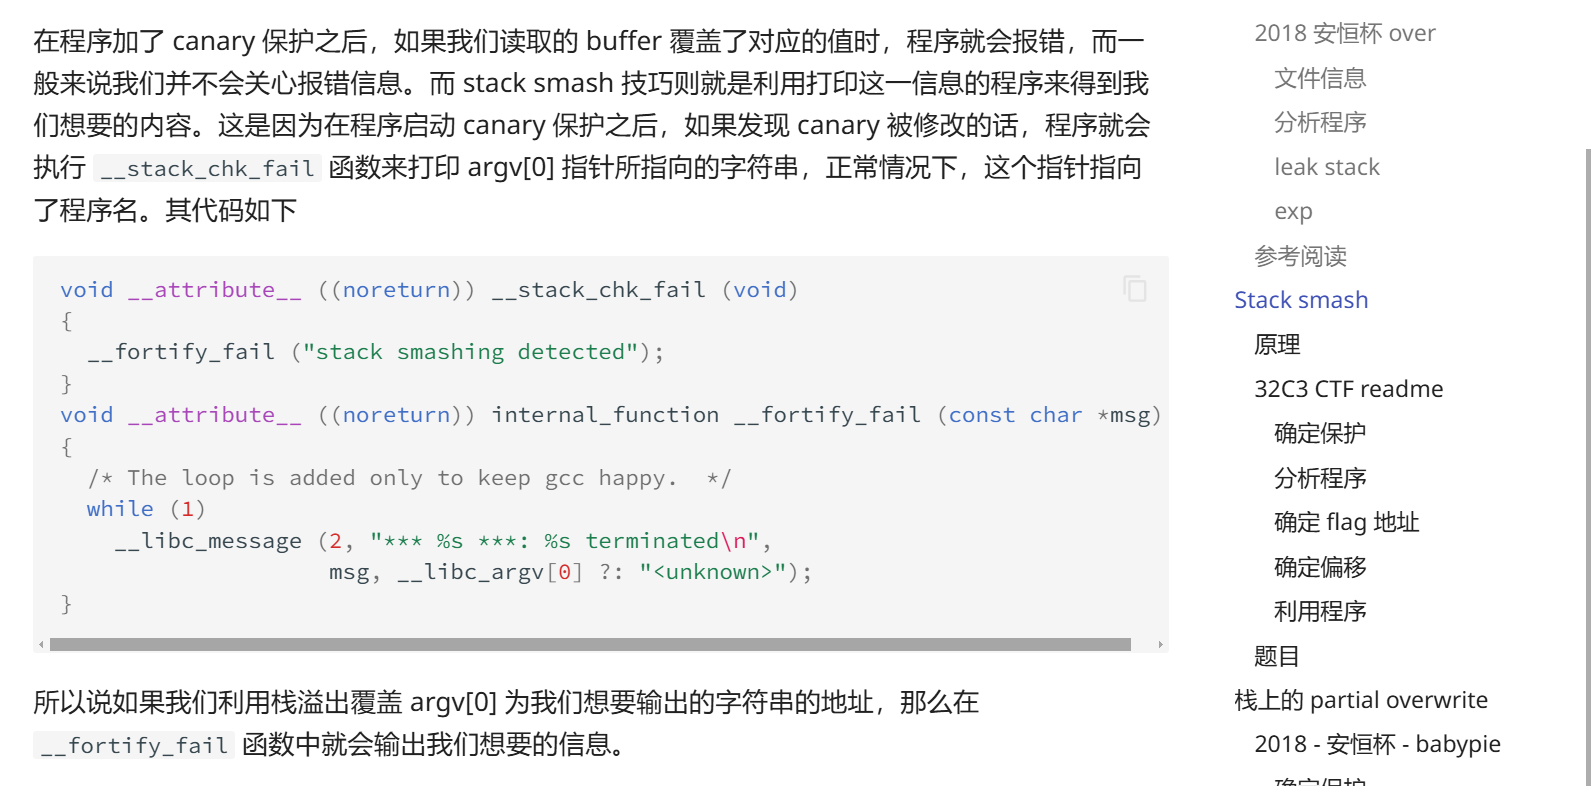 在程序加了 canary 保护之后，如果我们读取的 buffer 覆盖了对应的值时，程序就会报错，而一
般来说我们并不会关心报错信息。而 stack smash 技巧则就是利用打印这一信息的程序来得到我
们想要的内容。这是因为在程序启动 canary 保护之后，如果发现 canary 被修改的话，程序就会
执行 __stack_chk_fail 函数来打印 argv[0] 指针所指向的字符串，正常情况下，这个指针指向
了程序名。其代码如下
void __attribute__ ((noreturn)) __stack_chk_fail (void)
{
  __fortify_fail ("stack smashing detected");
}
void __attribute__ ((noreturn)) internal_function __fortify_fail (const char *msg)
{
  /* The loop is added only to keep gcc happy.  */
  while (1)
    __libc_message (2, "*** %s ***: %s terminated\n",
                    msg, __libc_argv[0] ?: "<unknown>");
}
所以说如果我们利用栈溢出覆盖 argv[0] 为我们想要输出的字符串的地址，那么在
__fortify_fail 函数中就会输出我们想要的信息。
2018 安恒杯 over
文件信息
分析程序
leak stack
exp
参考阅读
Stack smash
原理
32C3 CTF readme
确定保护
分析程序
确定 flag 地址
确定偏移
利用程序
题目
栈上的 partial overwrite
2018 - 安恒杯 - babypie
确定保护